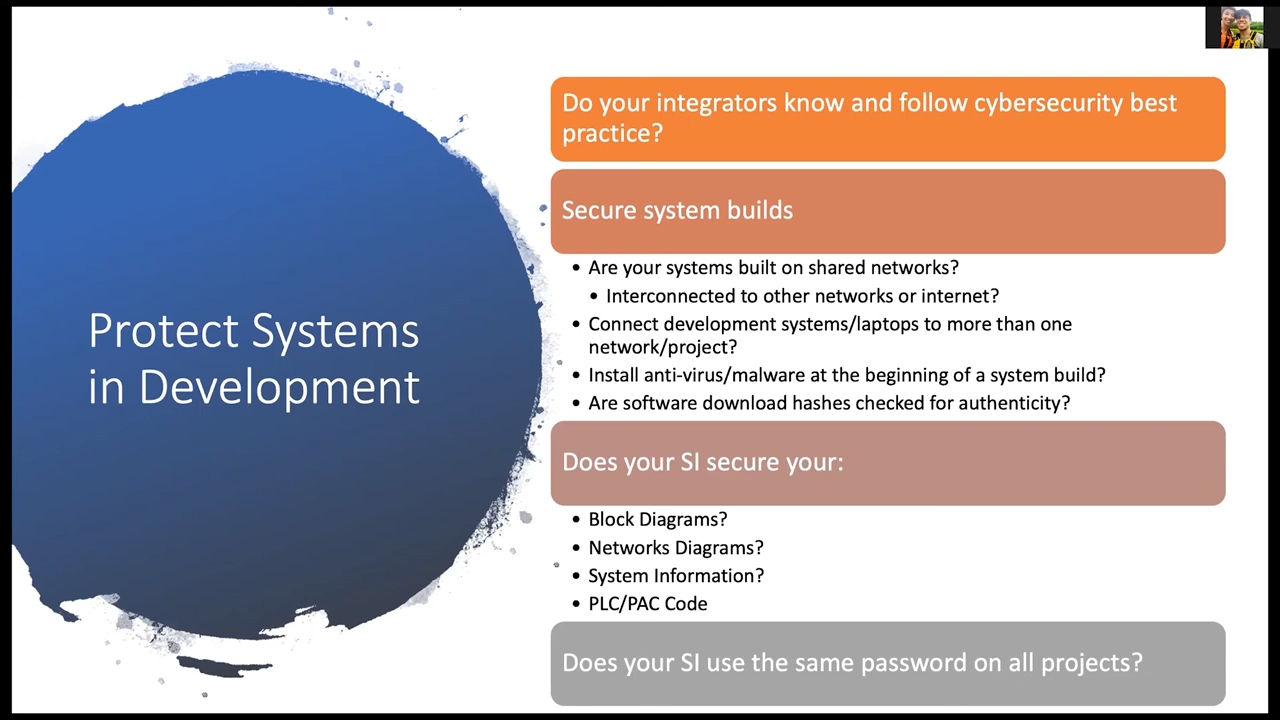 Protect Systems
in Development
Do your integrators know and follow cybersecurity best
practice?
Secure system builds
• Are your systems built on shared networks?
• Interconnected to other networks or internet?
• Connect development systems/laptops to more than one
network/project?
• Install anti-virus/malware at the beginning of a system build?
• Are software download hashes checked for authenticity?
Does your SI secure your:
• Block Diagrams?
• Networks Diagrams?
• System Information?
• PLC/PAC Code
Does your SI use the same password on all projects?